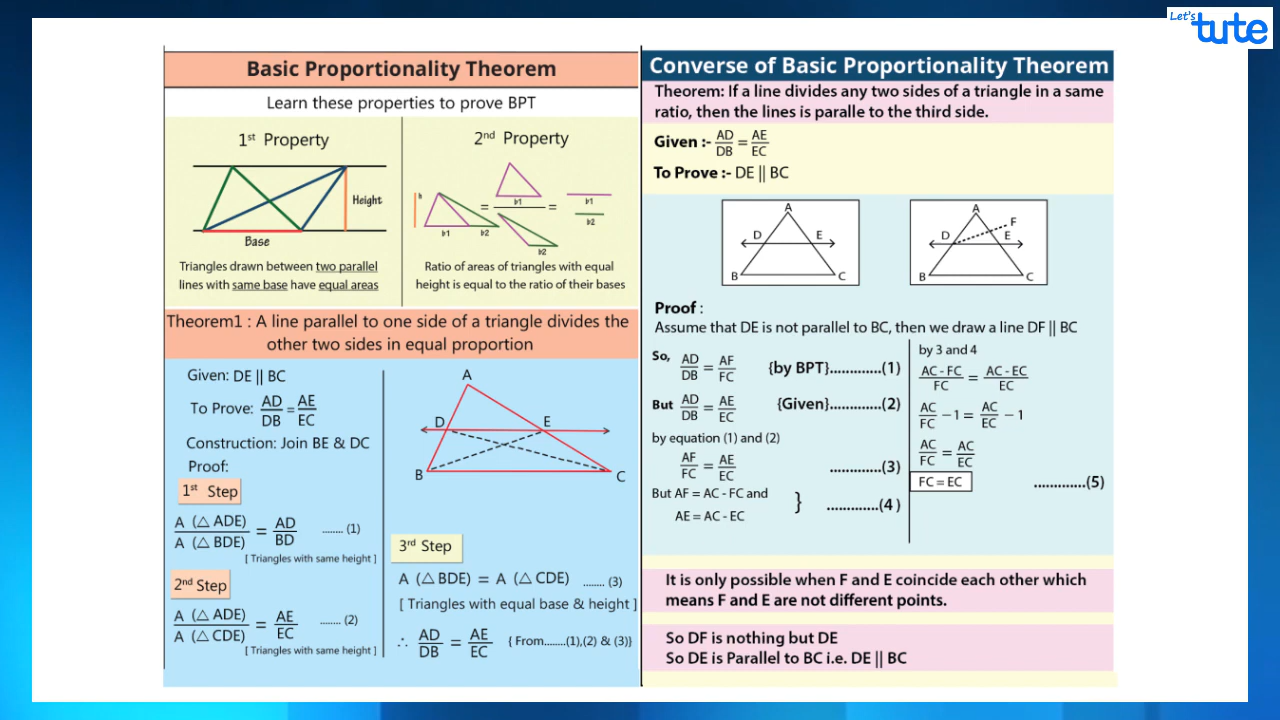 Let's
tute
Basic Proportionality Theorem
Learn these properties to prove BPT
1st Property
Height
Base
Triangles drawn between two parallel
lines with same base have equal areas
2nd Property
h
b1
b2
=
b1
b2
=
b1
b2
Ratio of areas of triangles with equal
height is equal to the ratio of their bases
Theorem1 : A line parallel to one side of a triangle divides the
other two sides in equal proportion
Given: DE || BC
To Prove: AD/DB = AE/EC
Construction: Join BE & DC
Proof:
1st Step
A (△ ADE)/A (△ BDE) = AD/BD ........ (1)
[ Triangles with same height ]
2nd Step
A (△ ADE)/A (△ CDE) = AE/EC ........ (2)
[ Triangles with same height ]
A
D
E
B
C
3rd Step
A (△ BDE) = A (△ CDE) ........ (3)
[ Triangles with equal base & height ]
∴ AD/DB = AE/EC { From........(1),(2) & (3)}
Converse of Basic Proportionality Theorem
Theorem: If a line divides any two sides of a triangle in a same
ratio, then the lines is paralle to the third side.
Given :- AD/DB = AE/EC
To Prove :- DE || BC
A
D
E
B
C
A
F
D
E
B
C
Proof :
Assume that DE is not parallel to BC, then we draw a line DF || BC
So, AD/DB = AF/FC {by BPT}.............(1)
But AD/DB = AE/EC {Given}.............(2)
by equation (1) and (2)
AF/FC = AE/EC .............(3)
But AF = AC - FC and
AE = AC - EC } .............(4 )
by 3 and 4
AC - FC/FC = AC - EC/EC
AC/FC − 1 = AC/EC − 1
AC/FC = AC/EC
FC = EC .............(5)
It is only possible when F and E coincide each other which
means F and E are not different points.
So DF is nothing but DE
So DE is Parallel to BC i.e. DE || BC